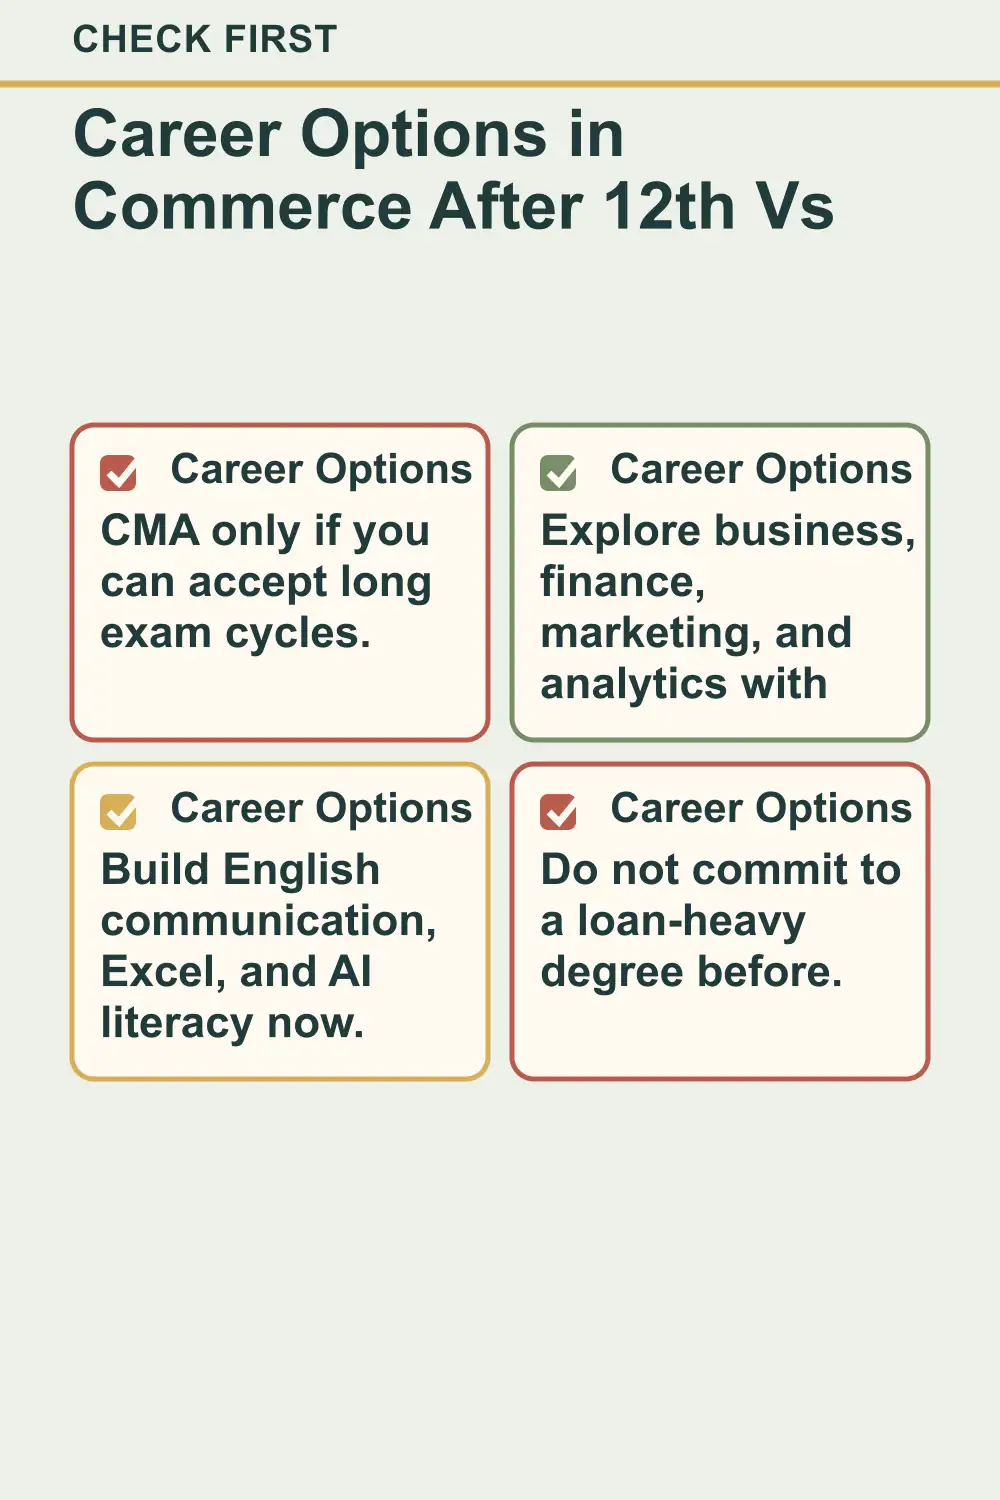 CHECK FIRST
Career Options in
Commerce After 12th Vs
Career Options
CMA only if you
can accept long
exam cycles.
Career Options
Explore business,
finance,
marketing, and
analytics with
Career Options
Build English
communication,
Excel, and AI
literacy now.
Career Options
Do not commit to
a loan-heavy
degree before.